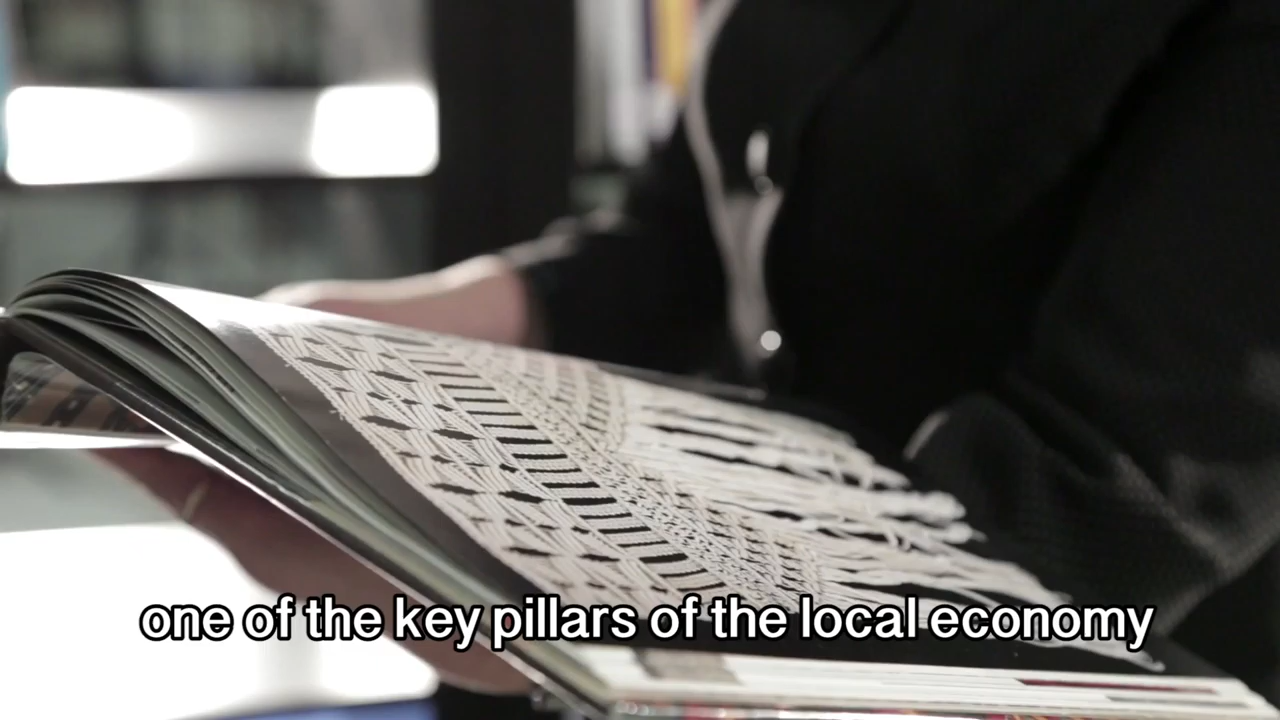 one of the key pillars of the local economy